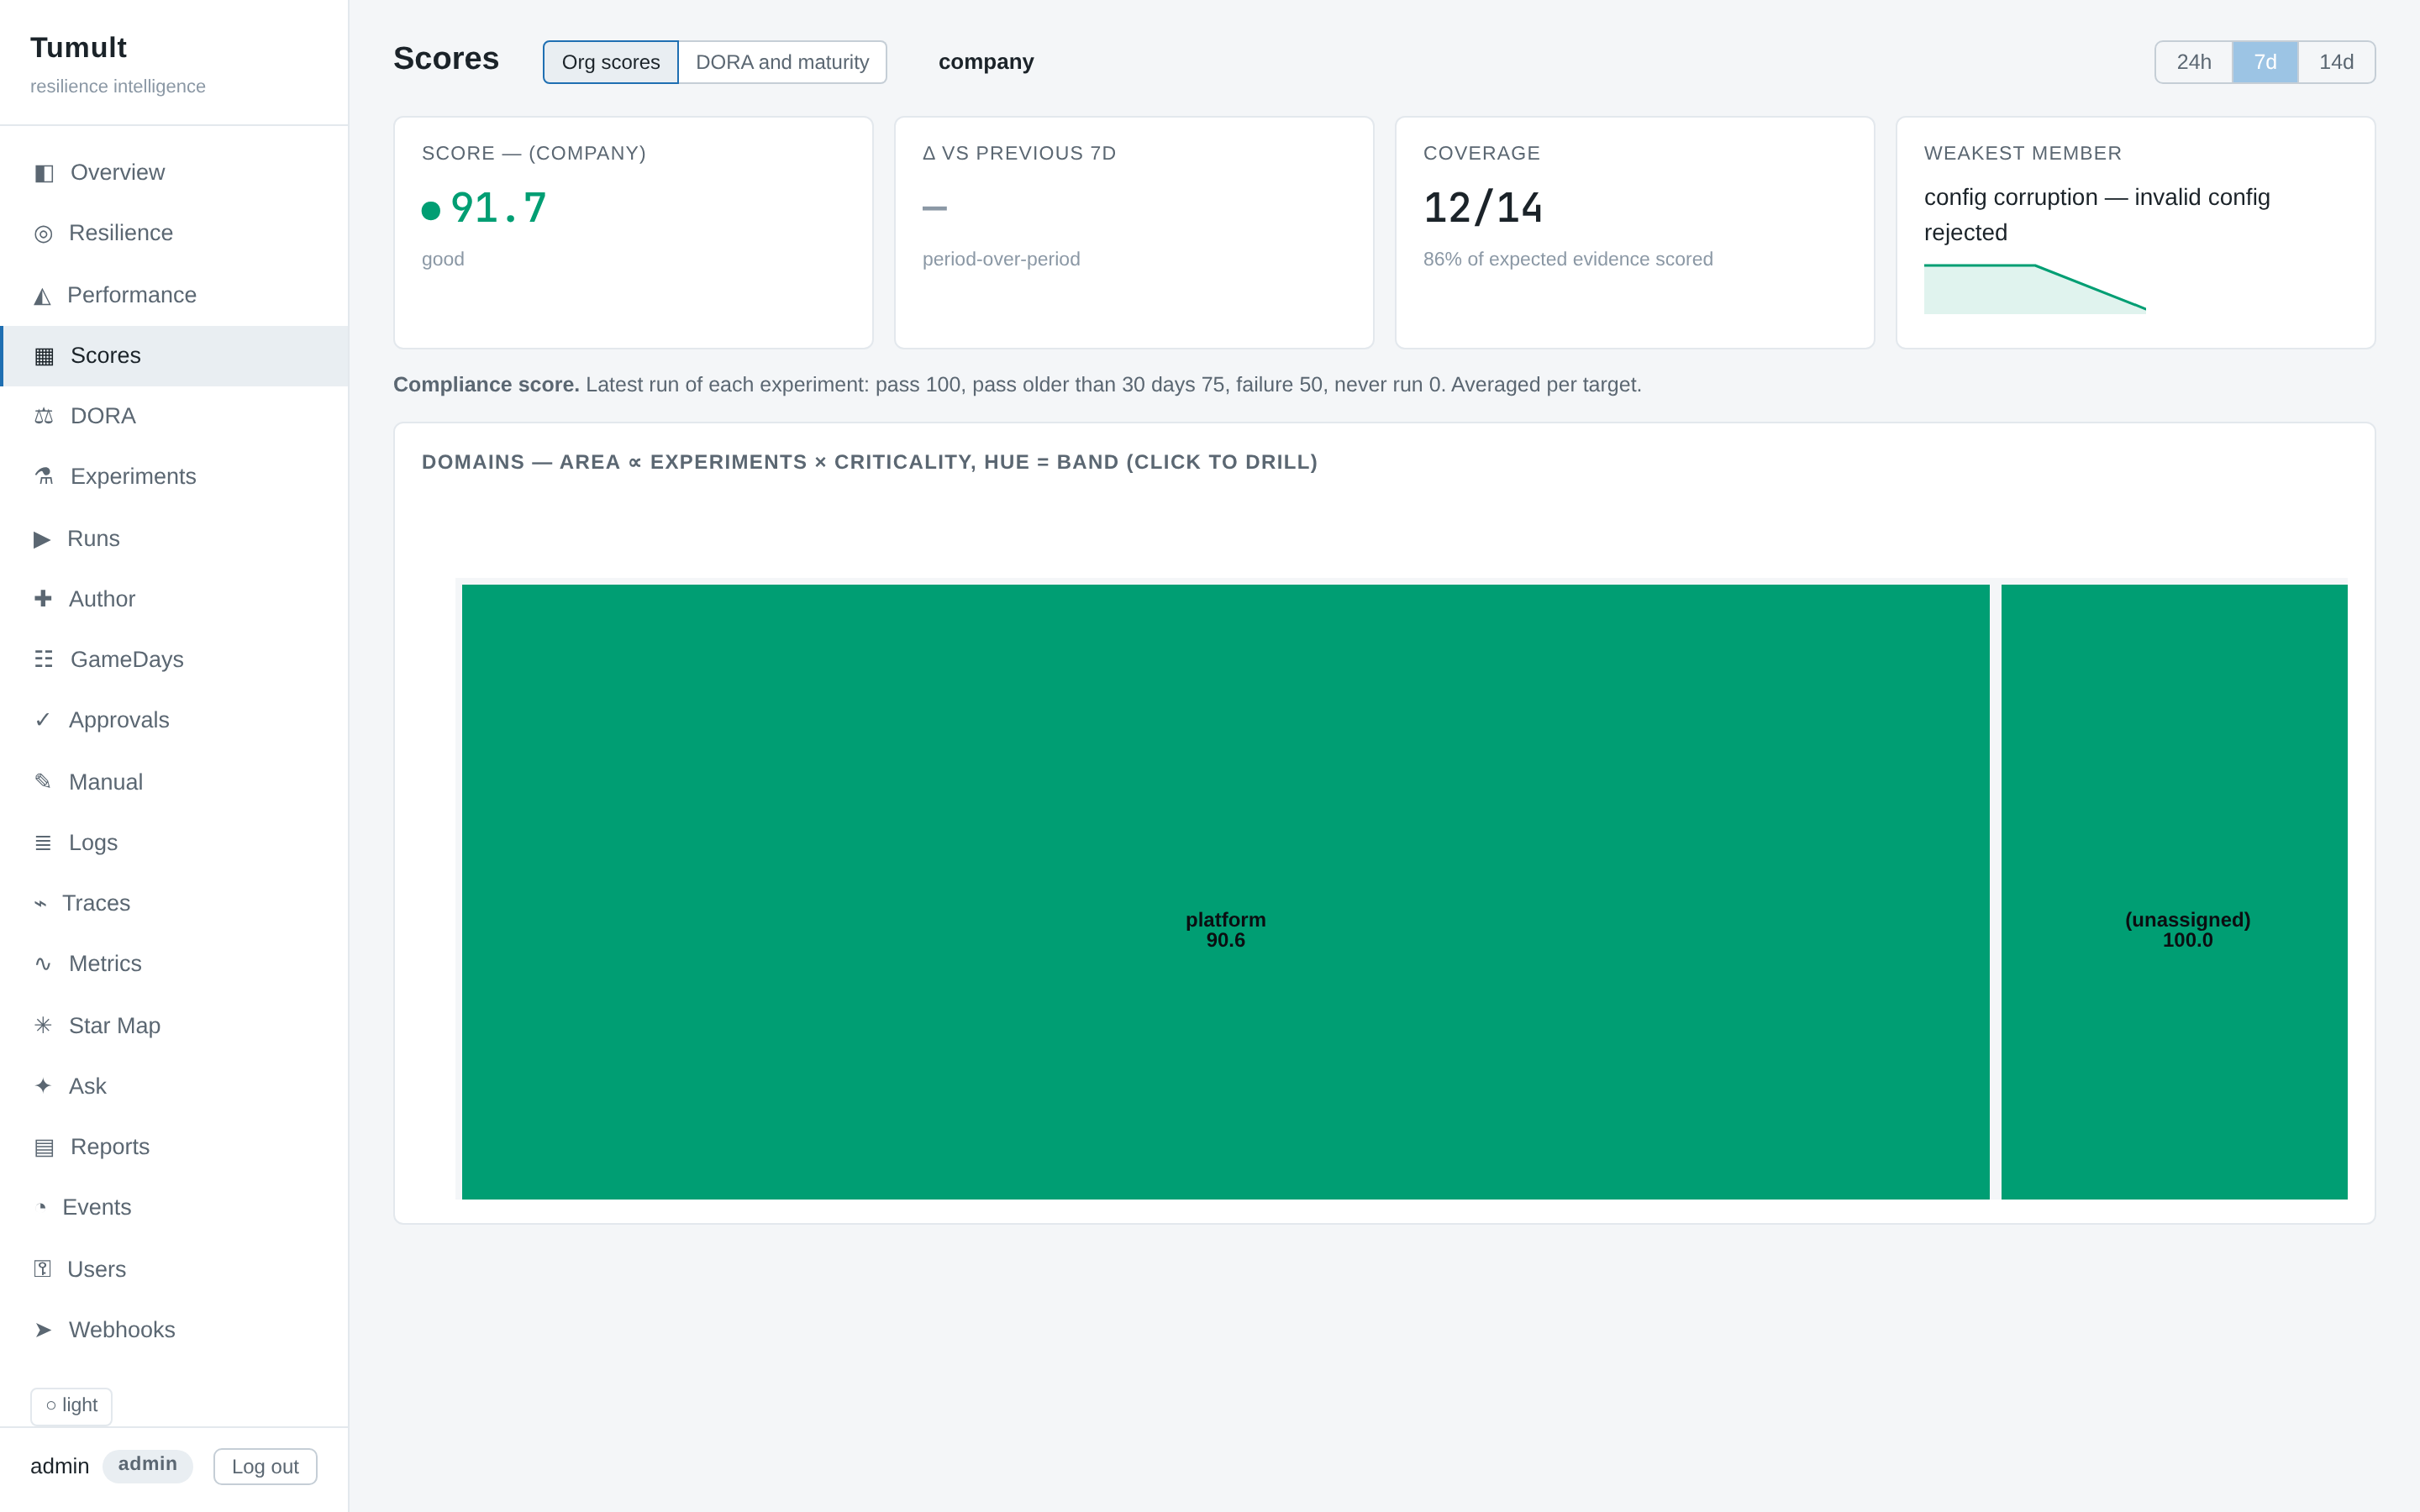 Tumult
resilience intelligence
Overview
Resilience
Performance
Scores
DORA
Experiments
Runs
Author
GameDays
Approvals
Manual
Logs
Traces
Metrics
Star Map
Ask
Reports
Events
Users
Webhooks
○ light
admin admin Log out
Scores Org scores DORA and maturity company 24h 7d 14d
SCORE — (COMPANY)
91.7
good
Δ VS PREVIOUS 7D
—
period-over-period
COVERAGE
12/14
86% of expected evidence scored
WEAKEST MEMBER
config corruption — invalid config
rejected
Compliance score. Latest run of each experiment: pass 100, pass older than 30 days 75, failure 50, never run 0. Averaged per target.
DOMAINS — AREA ∝ EXPERIMENTS × CRITICALITY, HUE = BAND (CLICK TO DRILL)
platform
90.6
(unassigned)
100.0